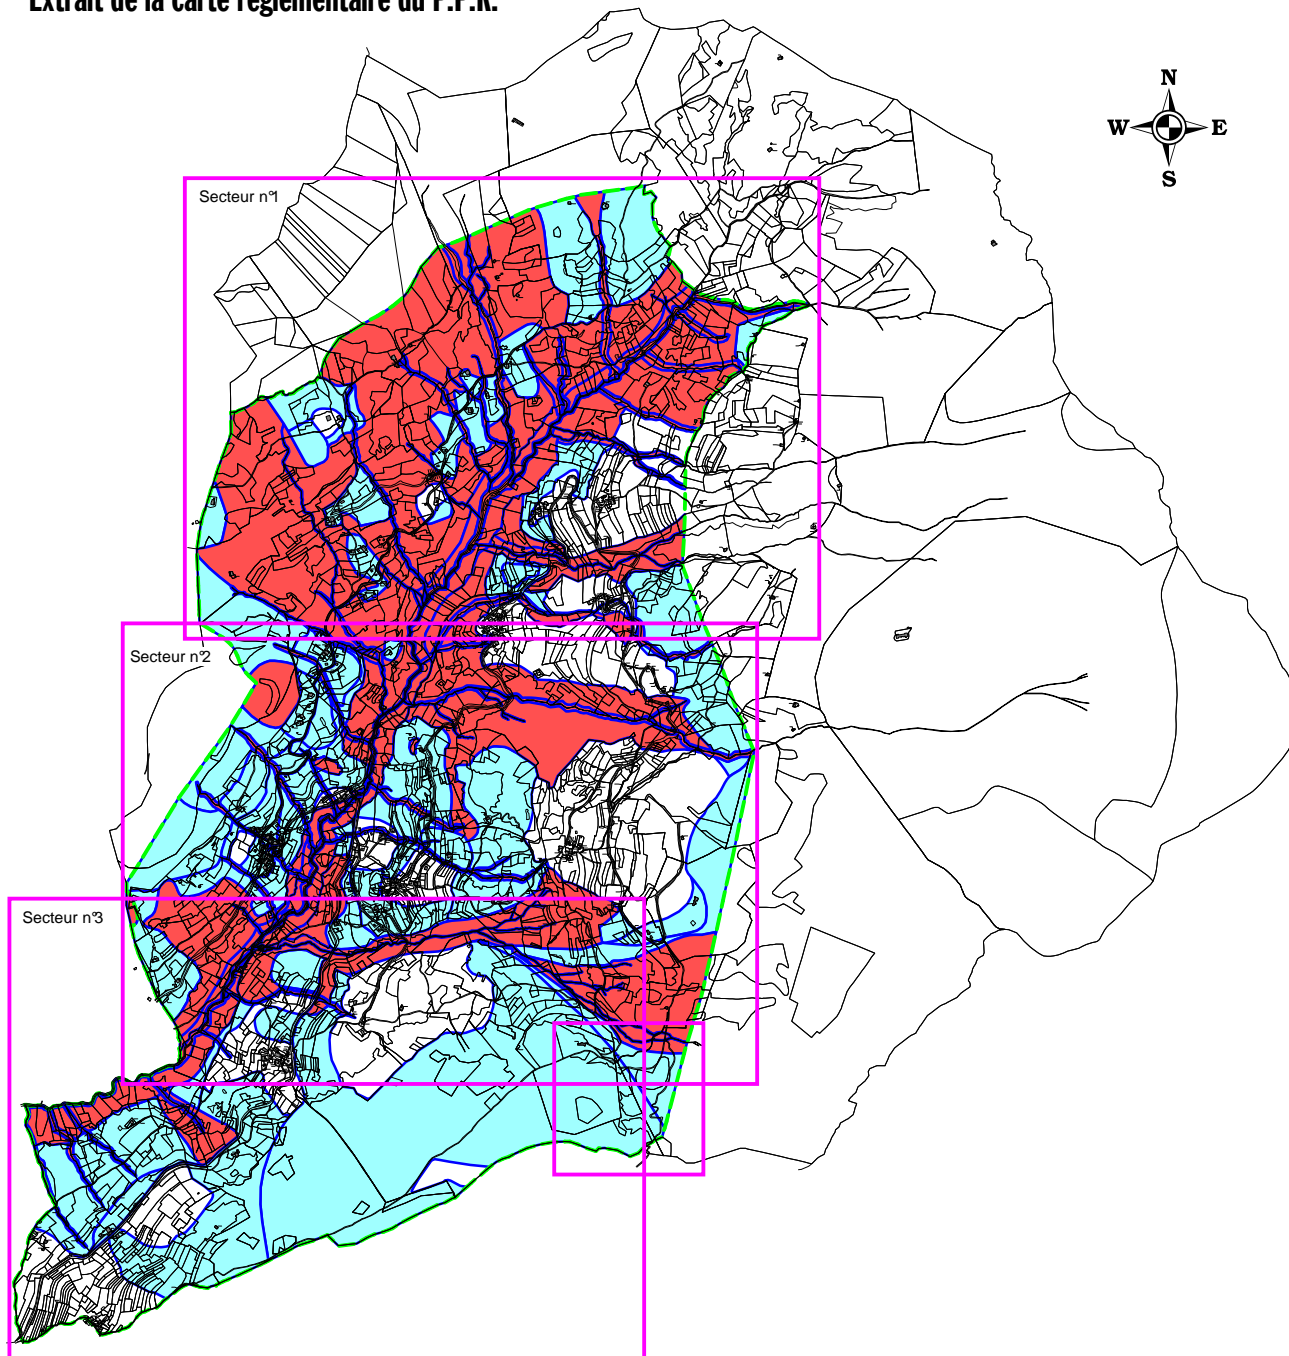 Extrait de la carte réglementaire du P.P.R.
N
W E
S
Secteur n°1
Secteur n°2
Secteur n°3